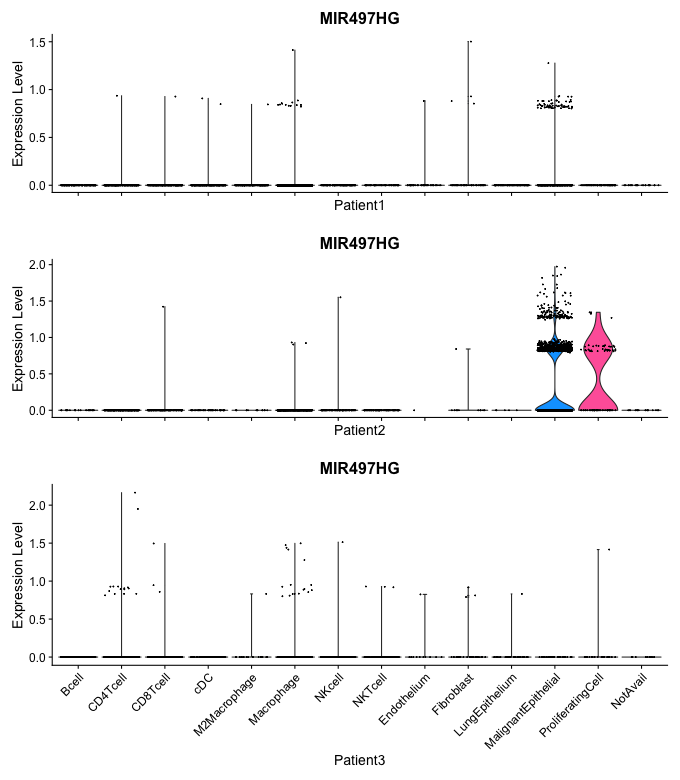 MIR497HG
Expression Level
1.5
1.0
0.5
0.0
Patient1
MIR497HG
Expression Level
2.0
1.5
1.0
0.5
0.0
Patient2
MIR497HG
Expression Level
2.0
1.5
1.0
0.5
0.0
Bcell
CD4Tcell
CD8Tcell
cDC
M2Macrophage
Macrophage
NKcell
NKTcell
Endothelium
Fibroblast
LungEpithelium
MalignantEpithelial
ProliferatingCell
NotAvail
Patient3